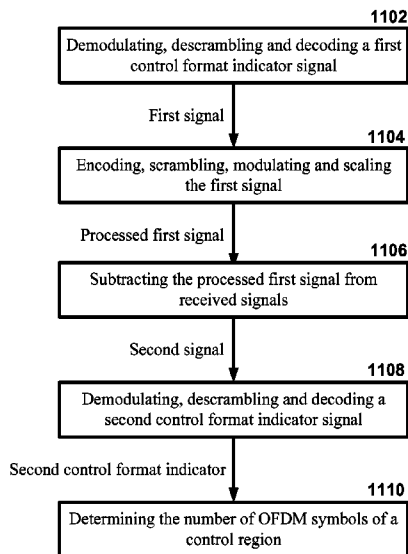 1102
Demodulating, descrambling and decoding a first
control format indicator signal
First signal
1104
Encoding, scrambling, modulating and scaling
the first signal
Processed first signal
1106
Subtracting the processed first signal from
received signals
Second signal
1108
Demodulating, descrambling and decoding a
second control format indicator signal
Second control format indicator
1110
Determining the number of OFDM symbols of a
control region